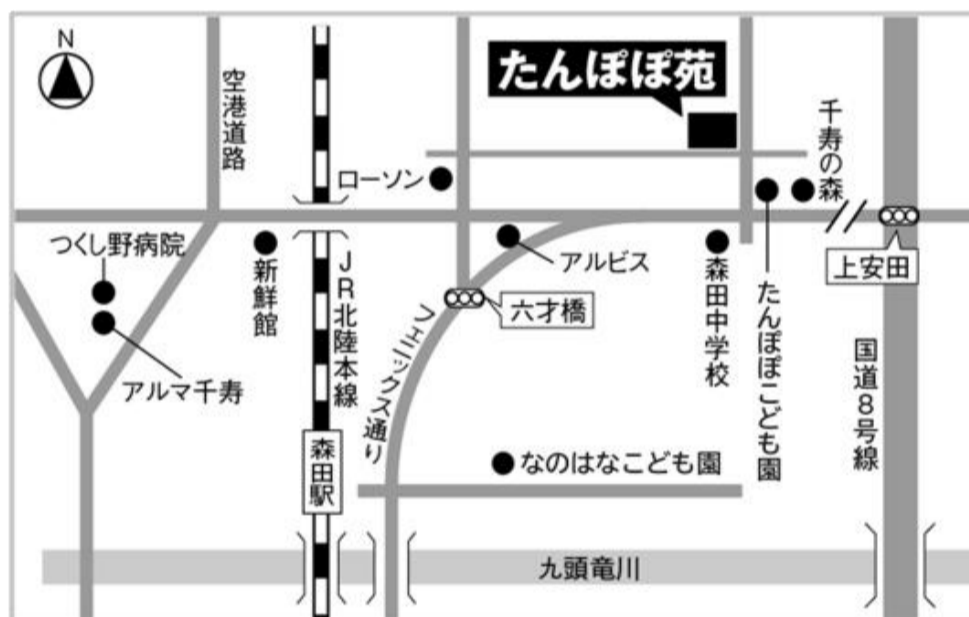 N
たんぽぽ苑
空港道路
千寿の森
ローソン
つくし野病院
新鮮館
JR北陸本線
アルビス
森田中学校
たんぽぽこども園
上安田
六才橋
アルマ千寿
フェニックス通り
国道8号線
森田駅
なのはなこども園
九頭竜川